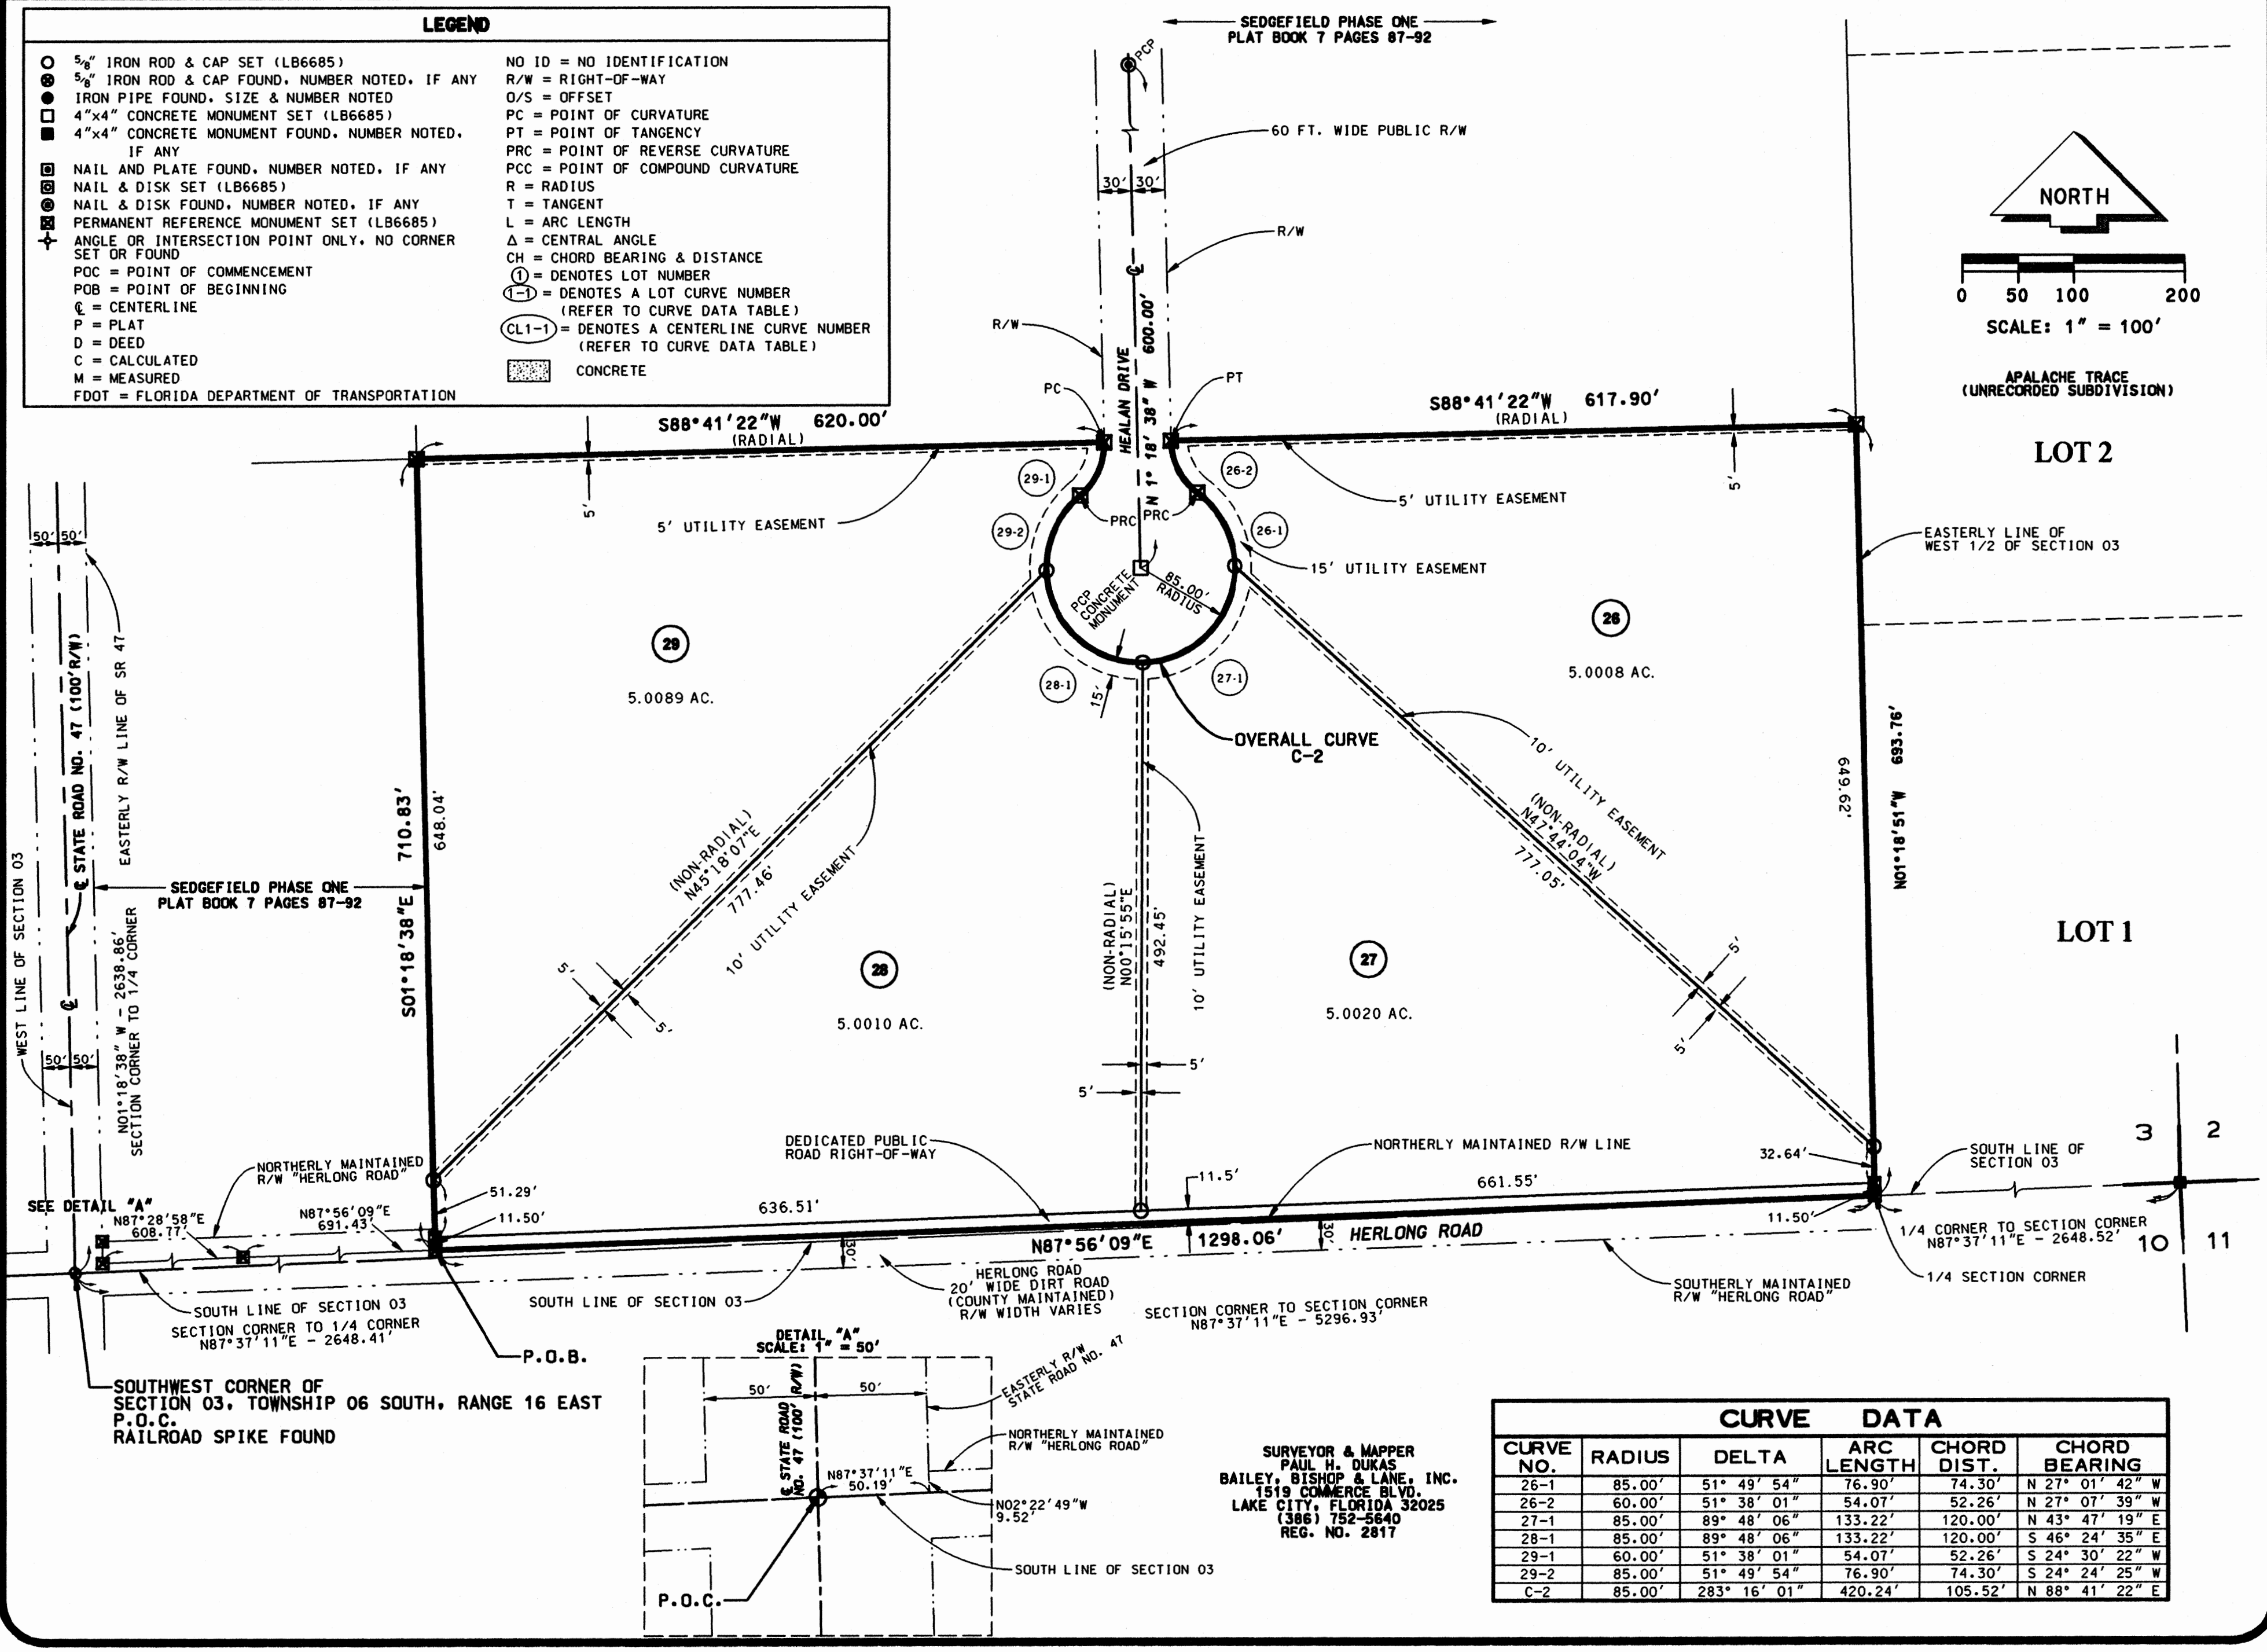 LEGEND
5/8" IRON ROD & CAP SET (LB6685)
5/8" IRON ROD & CAP FOUND, NUMBER NOTED, IF ANY
IRON PIPE FOUND, SIZE & NUMBER NOTED
4"x4" CONCRETE MONUMENT SET (LB6685)
4"x4" CONCRETE MONUMENT FOUND, NUMBER NOTED,
IF ANY
NAIL AND PLATE FOUND, NUMBER NOTED, IF ANY
NAIL & DISK SET (LB6685)
NAIL & DISK FOUND, NUMBER NOTED, IF ANY
PERMANENT REFERENCE MONUMENT SET (LB6685)
ANGLE OR INTERSECTION POINT ONLY, NO CORNER
SET OR FOUND
POC = POINT OF COMMENCEMENT
POB = POINT OF BEGINNING
℄ = CENTERLINE
P = PLAT
D = DEED
C = CALCULATED
M = MEASURED
FDOT = FLORIDA DEPARTMENT OF TRANSPORTATION
NO ID = NO IDENTIFICATION
R/W = RIGHT-OF-WAY
O/S = OFFSET
PC = POINT OF CURVATURE
PT = POINT OF TANGENCY
PRC = POINT OF REVERSE CURVATURE
PCC = POINT OF COMPOUND CURVATURE
R = RADIUS
T = TANGENT
L = ARC LENGTH
Δ = CENTRAL ANGLE
CH = CHORD BEARING & DISTANCE
1 = DENOTES LOT NUMBER
1-1 = DENOTES A LOT CURVE NUMBER
(REFER TO CURVE DATA TABLE)
CL1-1 = DENOTES A CENTERLINE CURVE NUMBER
(REFER TO CURVE DATA TABLE)
CONCRETE
SEDGEFIELD PHASE ONE
PLAT BOOK 7 PAGES 87-92
PCP
60 FT. WIDE PUBLIC R/W
30' 30'
R/W
R/W
℄
HEALAN DRIVE
N 1° 18' 38" W 600.00'
PC
PT
NORTH
0 50 100 200
SCALE: 1" = 100'
APALACHE TRACE
(UNRECORDED SUBDIVISION)
LOT 2
S88°41'22"W 620.00'
(RADIAL)
S88°41'22"W 617.90'
(RADIAL)
5'
5' UTILITY EASEMENT
5'
5' UTILITY EASEMENT
29-1
26-2
PRC
PRC
29-2
26-1
15' UTILITY EASEMENT
85.00'
RADIUS
PCP
CONCRETE
MONUMENT
28-1
27-1
15'
OVERALL CURVE
C-2
EASTERLY LINE OF
WEST 1/2 OF SECTION 03
29
5.0089 AC.
26
5.0008 AC.
28
5.0010 AC.
27
5.0020 AC.
50' 50'
℄ STATE ROAD NO. 47 (100'R/W)
EASTERLY R/W LINE OF SR 47
WEST LINE OF SECTION 03
℄
50' 50'
N01°18'38" W - 2638.86'
SECTION CORNER TO 1/4 CORNER
SEDGEFIELD PHASE ONE
PLAT BOOK 7 PAGES 87-92
S01°18'38"E 710.83'
648.04'
(NON-RADIAL)
N45°18'07"E
777.46'
10' UTILITY EASEMENT
5'
5'
(NON-RADIAL)
N00°15'55"E
492.45'
10' UTILITY EASEMENT
5'
5'
(NON-RADIAL)
N47°44'04"W
777.05'
10' UTILITY EASEMENT
5'
5'
649.62'
N01°18'51"W 693.76'
LOT 1
NORTHERLY MAINTAINED
R/W "HERLONG ROAD"
SEE DETAIL "A"
N87°28'58"E
608.77'
N87°56'09"E
691.43'
51.29'
11.50'
DEDICATED PUBLIC
ROAD RIGHT-OF-WAY
636.51'
11.5'
NORTHERLY MAINTAINED R/W LINE
661.55'
32.64'
11.50'
SOUTH LINE OF
SECTION 03
3 2
10 11
1/4 CORNER TO SECTION CORNER
N87°37'11"E - 2648.52'
1/4 SECTION CORNER
N87°56'09"E 1298.06'
HERLONG ROAD
30'
30'
HERLONG ROAD
20' WIDE DIRT ROAD
(COUNTY MAINTAINED)
R/W WIDTH VARIES
SOUTHERLY MAINTAINED
R/W "HERLONG ROAD"
SOUTH LINE OF SECTION 03
SECTION CORNER TO 1/4 CORNER
N87°37'11"E - 2648.41'
SOUTH LINE OF SECTION 03
SECTION CORNER TO SECTION CORNER
N87°37'11"E - 5296.93'
P.O.B.
SOUTHWEST CORNER OF
SECTION 03, TOWNSHIP 06 SOUTH, RANGE 16 EAST
P.O.C.
RAILROAD SPIKE FOUND
DETAIL "A"
SCALE: 1" = 50'
50' 50'
℄ STATE ROAD
NO. 47 (100' R/W)
EASTERLY R/W
STATE ROAD NO. 47
NORTHERLY MAINTAINED
R/W "HERLONG ROAD"
N87°37'11"E
50.19'
N02°22'49"W
9.52'
SOUTH LINE OF SECTION 03
P.O.C.
SURVEYOR & MAPPER
PAUL H. DUKAS
BAILEY, BISHOP & LANE, INC.
1519 COMMERCE BLVD.
LAKE CITY, FLORIDA 32025
(386) 752-5640
REG. NO. 2817
CURVE DATA
CURVE NO. RADIUS DELTA ARC LENGTH CHORD DIST. CHORD BEARING
26-1 85.00' 51° 49' 54" 76.90' 74.30' N 27° 01' 42" W
26-2 60.00' 51° 38' 01" 54.07' 52.26' N 27° 07' 39" W
27-1 85.00' 89° 48' 06" 133.22' 120.00' N 43° 47' 19" E
28-1 85.00' 89° 48' 06" 133.22' 120.00' S 46° 24' 35" E
29-1 60.00' 51° 38' 01" 54.07' 52.26' S 24° 30' 22" W
29-2 85.00' 51° 49' 54" 76.90' 74.30' S 24° 24' 25" W
C-2 85.00' 283° 16' 01" 420.24' 105.52' N 88° 41' 22" E